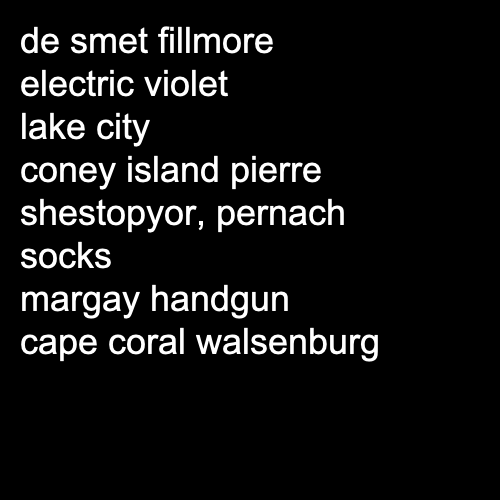 de smet fillmore
electric violet
lake city
coney island pierre
shestopyor, pernach
socks
margay handgun
cape coral walsenburg